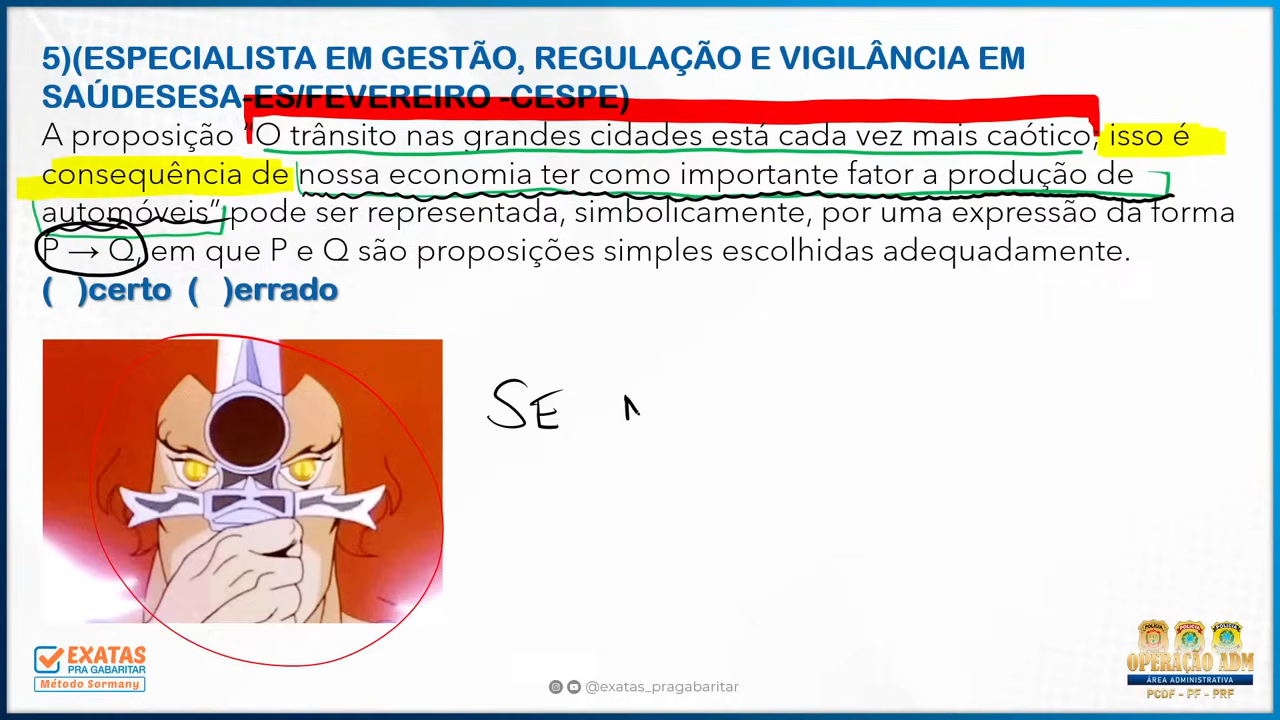 5)(ESPECIALISTA EM GESTÃO, REGULAÇÃO E VIGILÂNCIA EM
SAÚDESESA-ES/FEVEREIRO -CESPE)
A proposição “O trânsito nas grandes cidades está cada vez mais caótico; isso é
consequência de nossa economia ter como importante fator a produção de
automóveis” pode ser representada, simbolicamente, por uma expressão da forma
P → Q, em que P e Q são proposições simples escolhidas adequadamente.
( )certo ( )errado
SE
EXATAS
PRA GABARITAR
Método Sormany
@exatas_pragabaritar
POLÍCIA POLÍCIA POLÍCIA
OPERAÇÃO ADM
ÁREA ADMINISTRATIVA
PCDF - PF - PRF